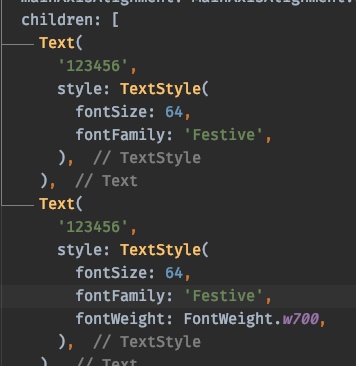 mainAxisAlignment: MainAxisAlignment.
children: [
Text(
'123456',
style: TextStyle(
fontSize: 64,
fontFamily: 'Festive',
), // TextStyle
), // Text
Text(
'123456',
style: TextStyle(
fontSize: 64,
fontFamily: 'Festive',
fontWeight: FontWeight.w700,
), // TextStyle
), // Text